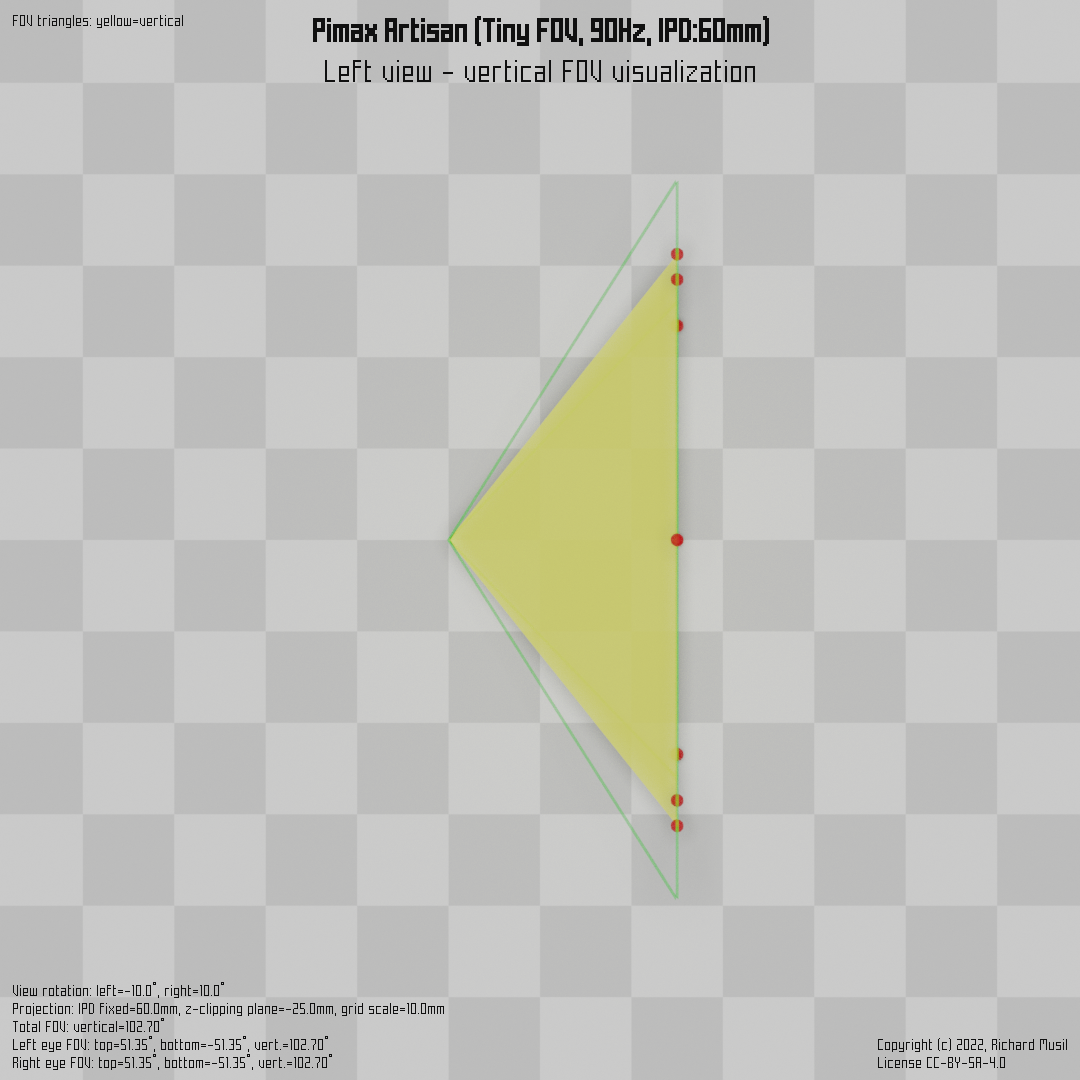 FOV triangles: yellow=vertical
Pimax Artisan (Tiny FOV, 90Hz, IPD:60mm)
Left view - vertical FOV visualization
View rotation: left=-10.0°, right=10.0°
Projection: IPD fixed=60.0mm, z-clipping plane=-25.0mm, grid scale=10.0mm
Total FOV: vertical=102.70°
Left eye FOV: top=51.35°, bottom=-51.35°, vert.=102.70°
Right eye FOV: top=51.35°, bottom=-51.35°, vert.=102.70°
Copyright (c) 2022, Richard Musil
License CC-BY-SA-4.0